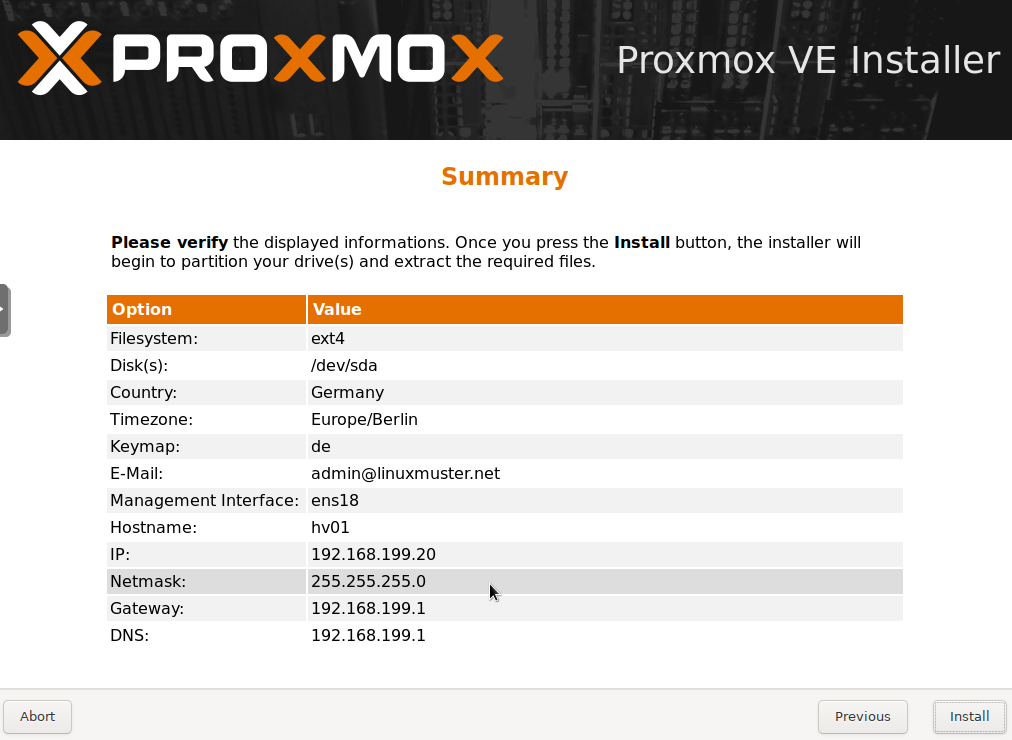 PROXMOX
Proxmox VE Installer
Summary
Please verify the displayed informations. Once you press the Install button, the installer will
begin to partition your drive(s) and extract the required files.
Option Value
Filesystem: ext4
Disk(s): /dev/sda
Country: Germany
Timezone: Europe/Berlin
Keymap: de
E-Mail: admin@linuxmuster.net
Management Interface: ens18
Hostname: hv01
IP: 192.168.199.20
Netmask: 255.255.255.0
Gateway: 192.168.199.1
DNS: 192.168.199.1
Abort Previous Install